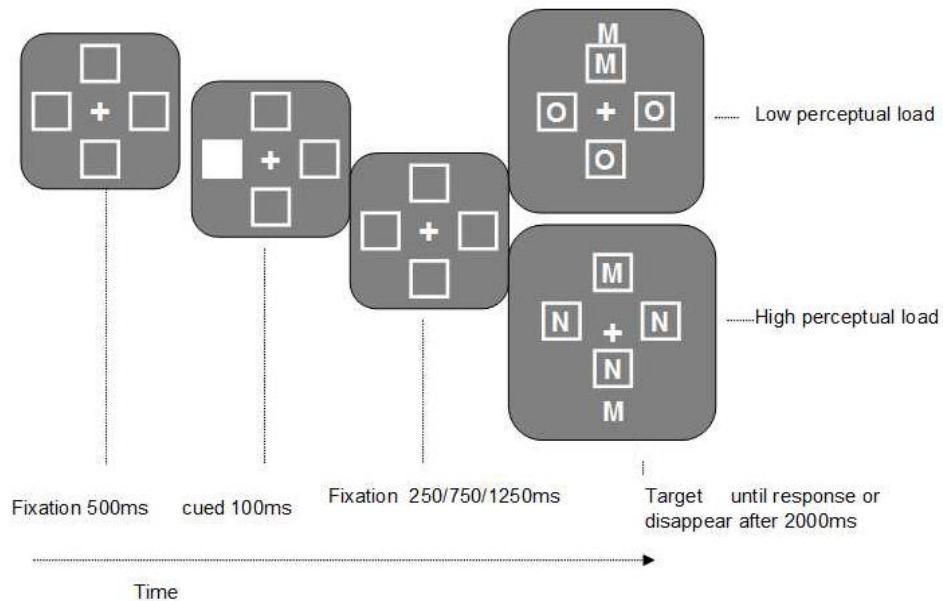 M
M
O + O
O
Low perceptual load
+
+
+
M
N N
+
N
M
High perceptual load
Fixation 500ms
cued 100ms
Fixation 250/750/1250ms
Target until response or
disappear after 2000ms
Time